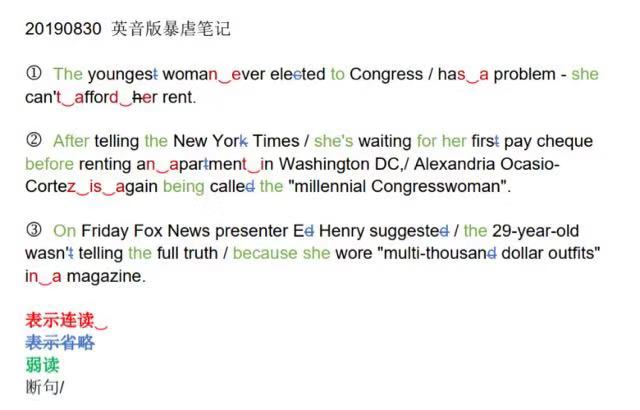 20190830 英音版暴虐笔记
① The youngest woman‿ever elected to Congress / has‿a problem - she
can't‿afford‿her rent.
② After telling the New York Times / she's waiting for her first pay cheque
before renting an‿apartment‿in Washington DC,/ Alexandria Ocasio-
Cortez‿is‿again being called the "millennial Congresswoman".
③ On Friday Fox News presenter Ed Henry suggested / the 29-year-old
wasn't telling the full truth / because she wore "multi-thousand dollar outfits"
in‿a magazine.
表示连读‿
表示省略
弱读
断句/